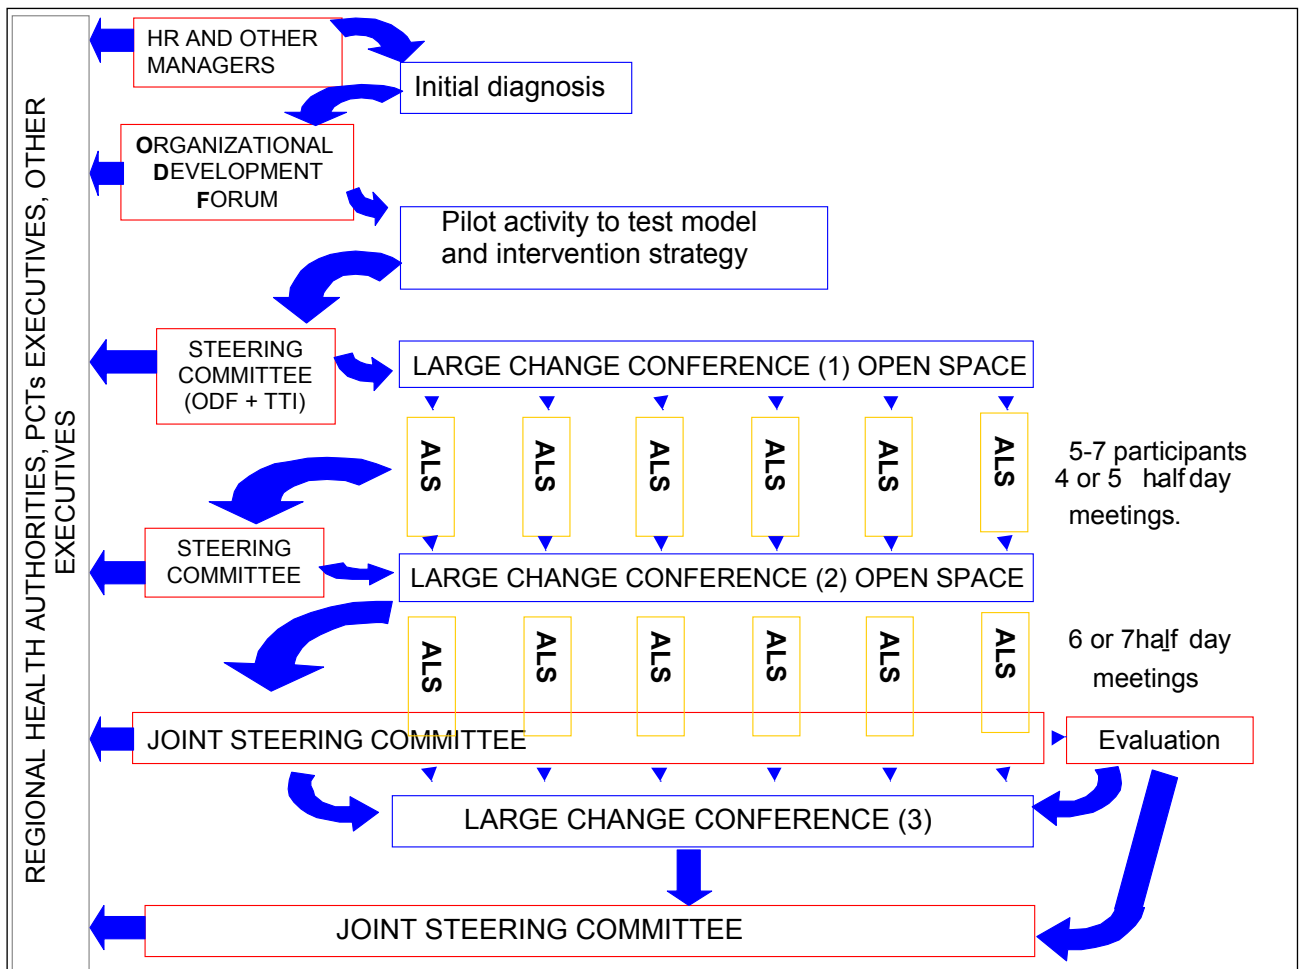 REGIONAL HEALTH AUTHORITIES, PCTs EXECUTIVES, OTHER
EXECUTIVES
HR AND OTHER
MANAGERS
Initial diagnosis
ORGANIZATIONAL
DEVELOPMENT
FORUM
Pilot activity to test model
and intervention strategy
STEERING
COMMITTEE
(ODF + TTI)
LARGE CHANGE CONFERENCE (1) OPEN SPACE
ALS
ALS
ALS
ALS
ALS
ALS
5-7 participants
4 or 5 half day
meetings.
STEERING
COMMITTEE
LARGE CHANGE CONFERENCE (2) OPEN SPACE
ALS
ALS
ALS
ALS
ALS
ALS
6 or 7half day
meetings
JOINT STEERING COMMITTEE
Evaluation
LARGE CHANGE CONFERENCE (3)
JOINT STEERING COMMITTEE